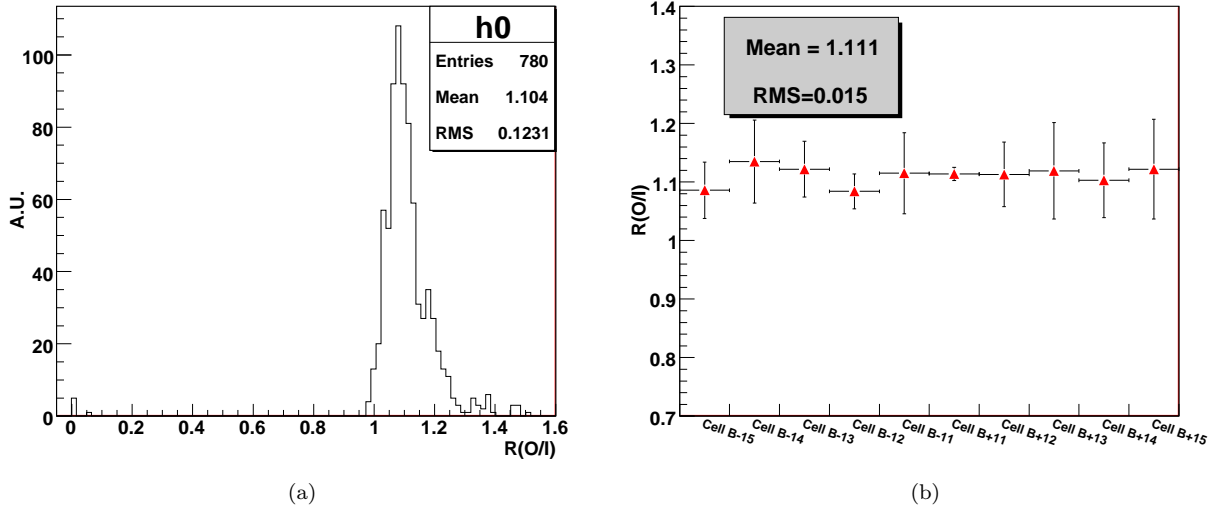 h0
Entries 780
Mean 1.104
RMS 0.1231
A.U.
100
80
60
40
20
0
0 0.2 0.4 0.6 0.8 1 1.2 1.4 1.6
R(O/I)
(a)
Mean = 1.111
RMS=0.015
R(O/I)
1.4
1.3
1.2
1.1
1
0.9
0.8
0.7
Cell B-15 Cell B-14 Cell B-13 Cell B-12 Cell B-11 Cell B+11 Cell B+12 Cell B+13 Cell B+14 Cell B+15
(b)